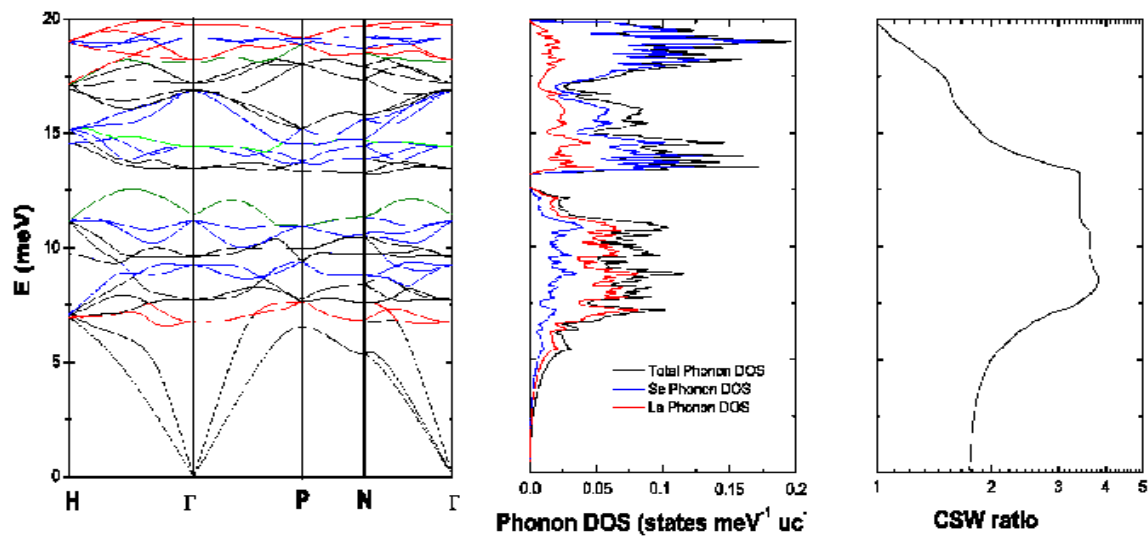 20
15
10
5
0
E (meV)
H Γ P N Γ
Total Phonon DOS
Se Phonon DOS
La Phonon DOS
0.0 0.05 0.1 0.15 0.2
Phonon DOS (states meV⁻¹ uc⁻
1 2 3 4 5
CSW ratio